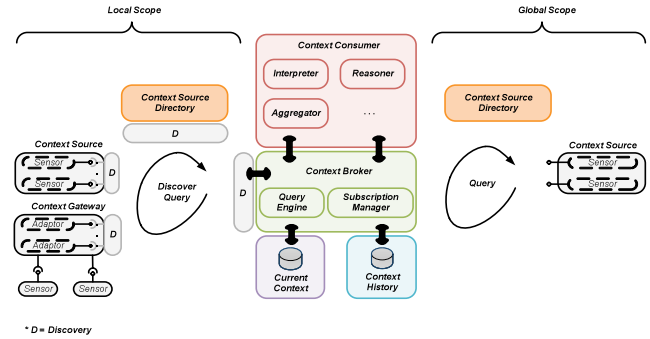 Local Scope
Global Scope
Context Consumer
Interpreter
Reasoner
Aggregator
...
Context Source
Directory
D
Context Source
Directory
Context Source
Sensor
Sensor
D
Discover
Query
D
Context Broker
Query
Engine
Subscription
Manager
Query
Context Source
Sensor
Sensor
Context Gateway
Adaptor
Adaptor
D
Sensor
Sensor
Current
Context
Context
History
* D = Discovery